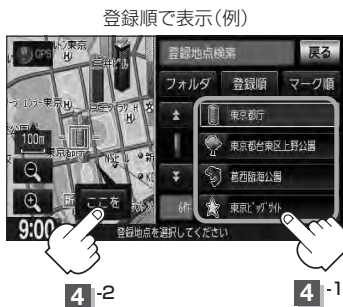 登録順で表示(例)
GPS
登録地点検索 戻る
フォルダ 登録順 マーク順
東京都庁
100m
東京都台東区上野公園
葛西臨海公園
ここを
6件
東京ビッグサイト
9:00
登録地点を選択してください
4-2
4-1